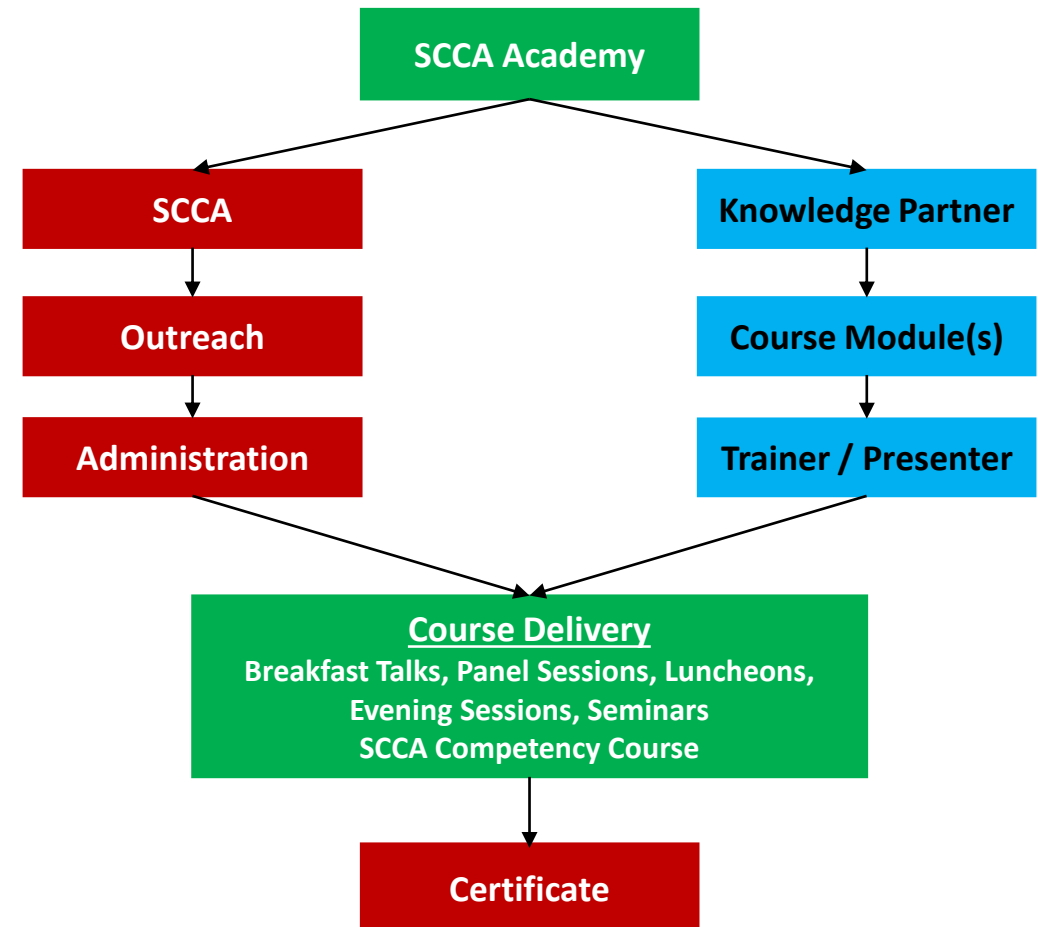 SCCA Academy
SCCA
Knowledge Partner
Outreach
Course Module(s)
Administration
Trainer / Presenter
Course Delivery
Breakfast Talks, Panel Sessions, Luncheons,
Evening Sessions, Seminars
SCCA Competency Course
Certificate